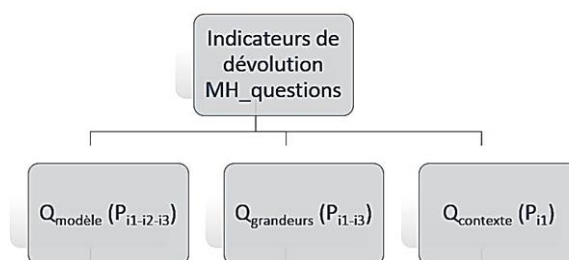 Indicateurs de
dévolution
MH_questions
Qmodèle (Pi1-i2-i3)
Qgrandeurs (Pi1-i3)
Qcontexte (Pi1)